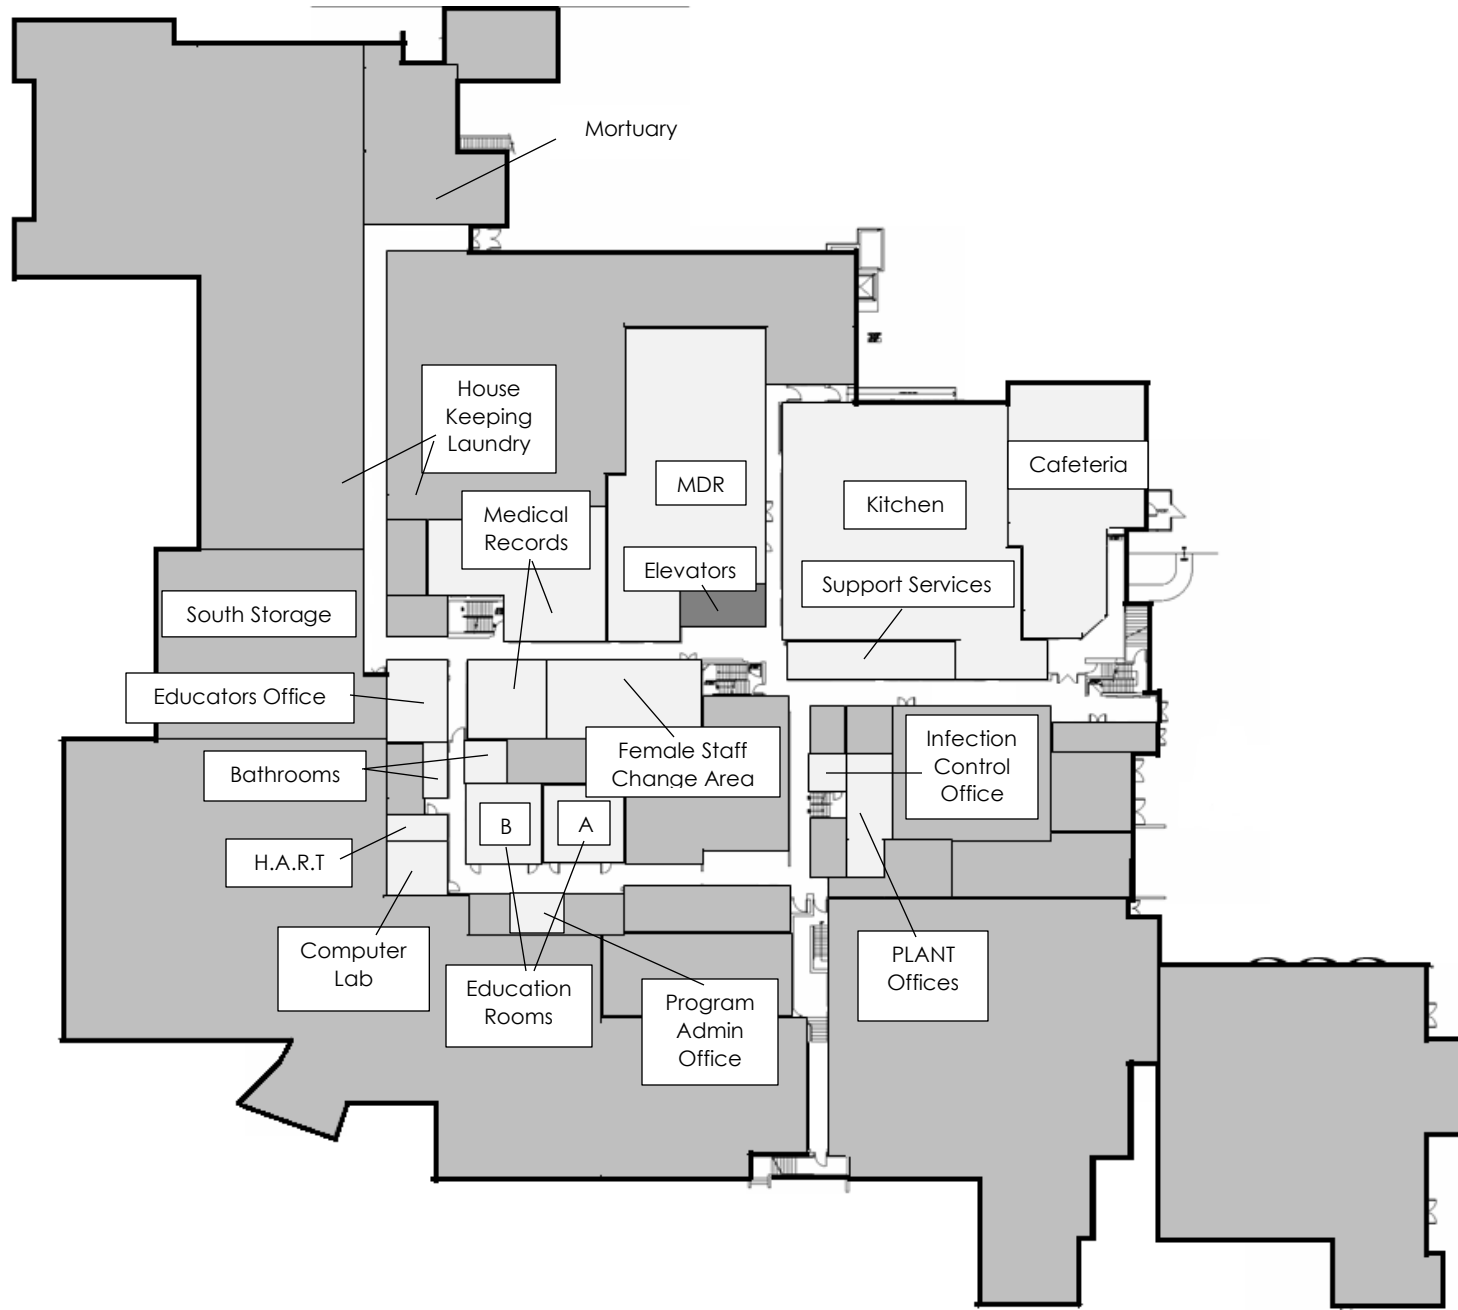 Mortuary
House
Keeping
Laundry
Cafeteria
MDR
Kitchen
Medical
Records
Elevators
Support Services
South Storage
Educators Office
Female Staff
Change Area
Infection
Control
Office
Bathrooms
B
A
H.A.R.T
Computer
Lab
Education
Rooms
Program
Admin
Office
PLANT
Offices